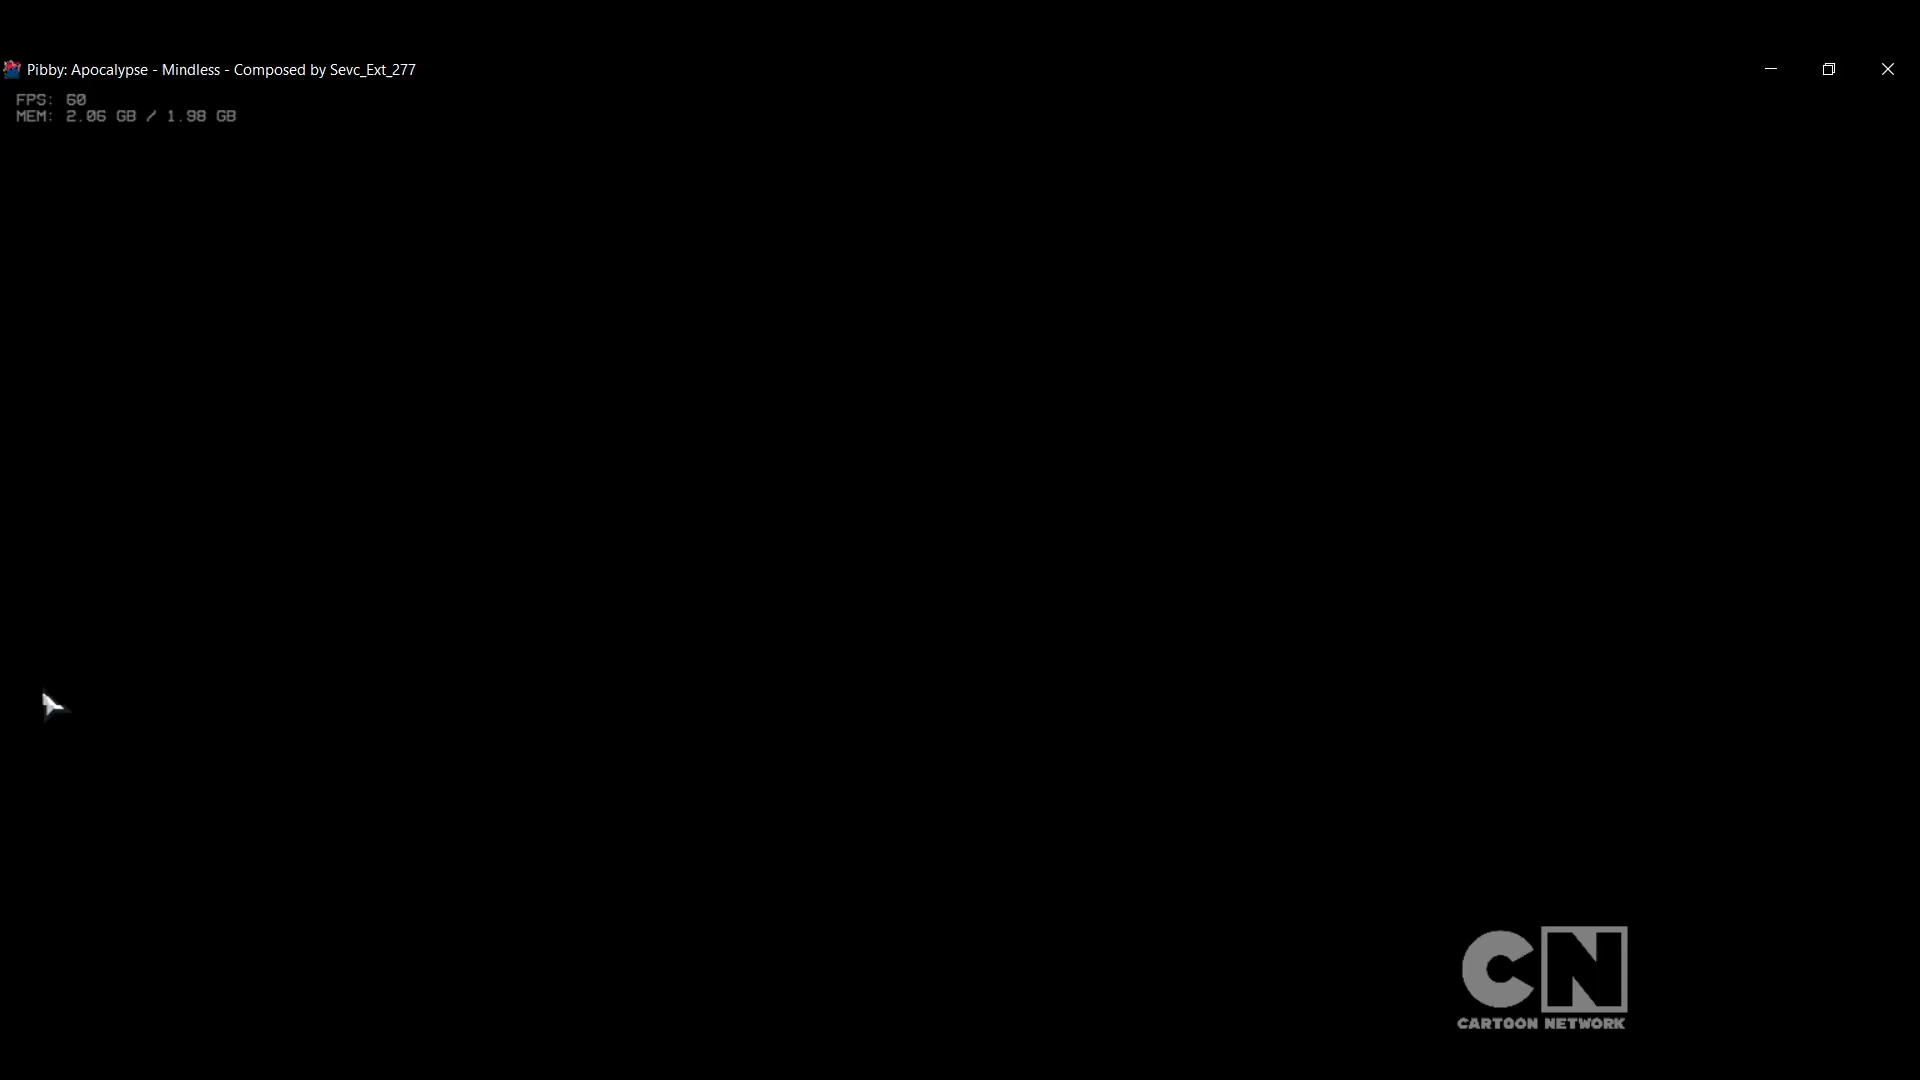 Pibby: Apocalypse - Mindless - Composed by Sevc_Ext_277
FPS: 60
MEM: 2.06 GB / 1.98 GB
CN
CARTOON NETWORK